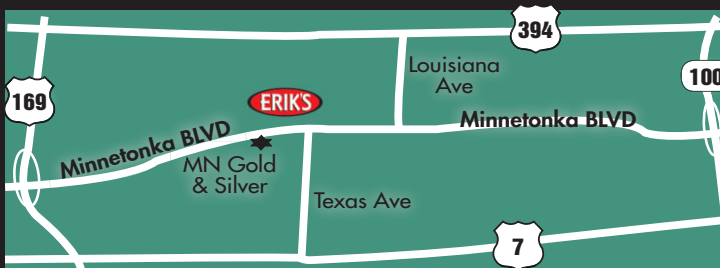 394
Louisiana
Ave
100
169
ERIK'S
Minnetonka BLVD
Minnetonka BLVD
MN Gold
& Silver
Texas Ave
7